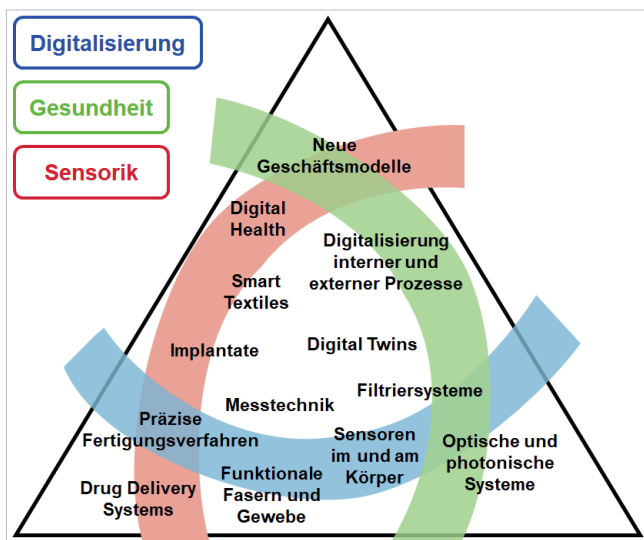 Digitalisierung
Gesundheit
Sensorik
Neue
Geschäftsmodelle
Digital
Health
Digitalisierung
interner und
externer Prozesse
Smart
Textiles
Implantate
Digital Twins
Filtriersysteme
Messtechnik
Präzise
Fertigungsverfahren
Sensoren
im und am
Körper
Optische und
photonische
Systeme
Funktionale
Fasern und
Gewebe
Drug Delivery
Systems